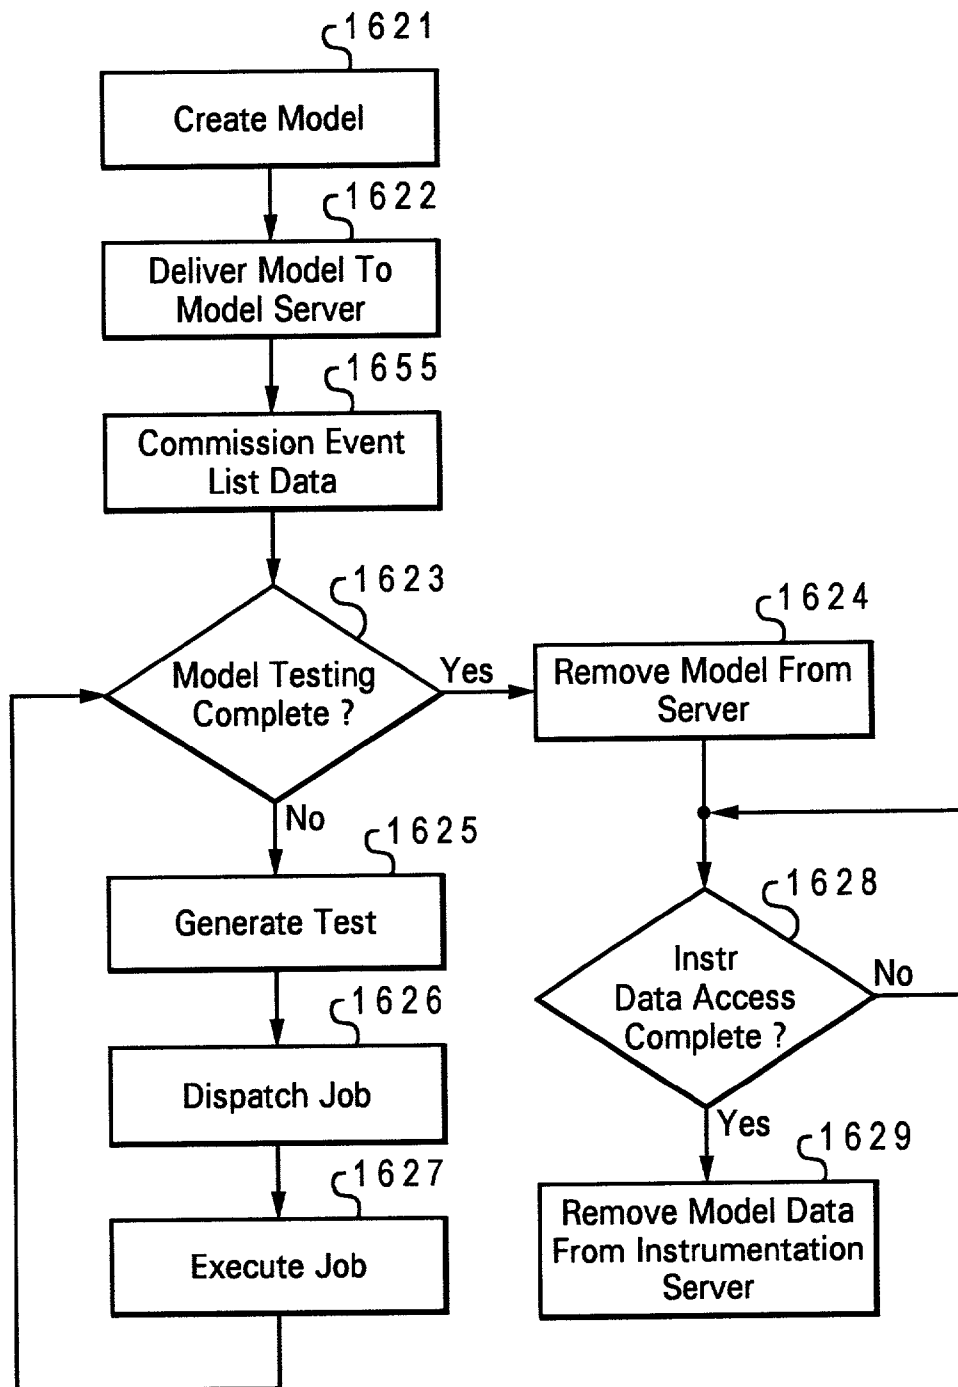 1621
Create Model
1622
Deliver Model To
Model Server
1655
Commission Event
List Data
1623
Model Testing
Complete ?
Yes
No
1624
Remove Model From
Server
1625
Generate Test
1626
Dispatch Job
1627
Execute Job
1628
Instr
Data Access
Complete ?
No
Yes
1629
Remove Model Data
From Instrumentation
Server